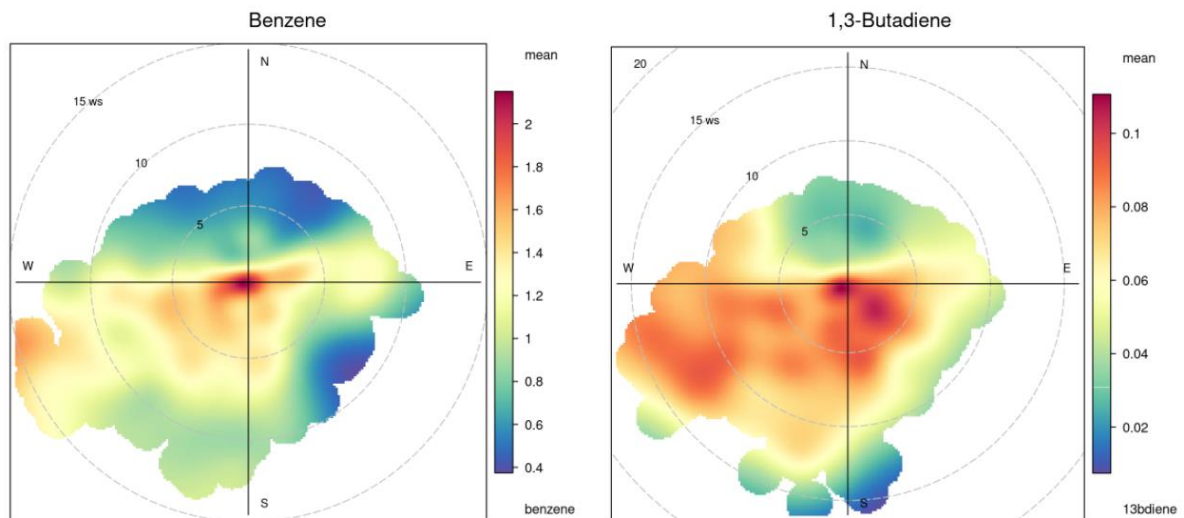 Benzene
1,3-Butadiene
mean
N
15 ws
10
5
W
E
S
2
1.8
1.6
1.4
1.2
1
0.8
0.6
0.4
benzene
mean
20
N
15 ws
10
5
W
E
S
0.1
0.08
0.06
0.04
0.02
13bdiene